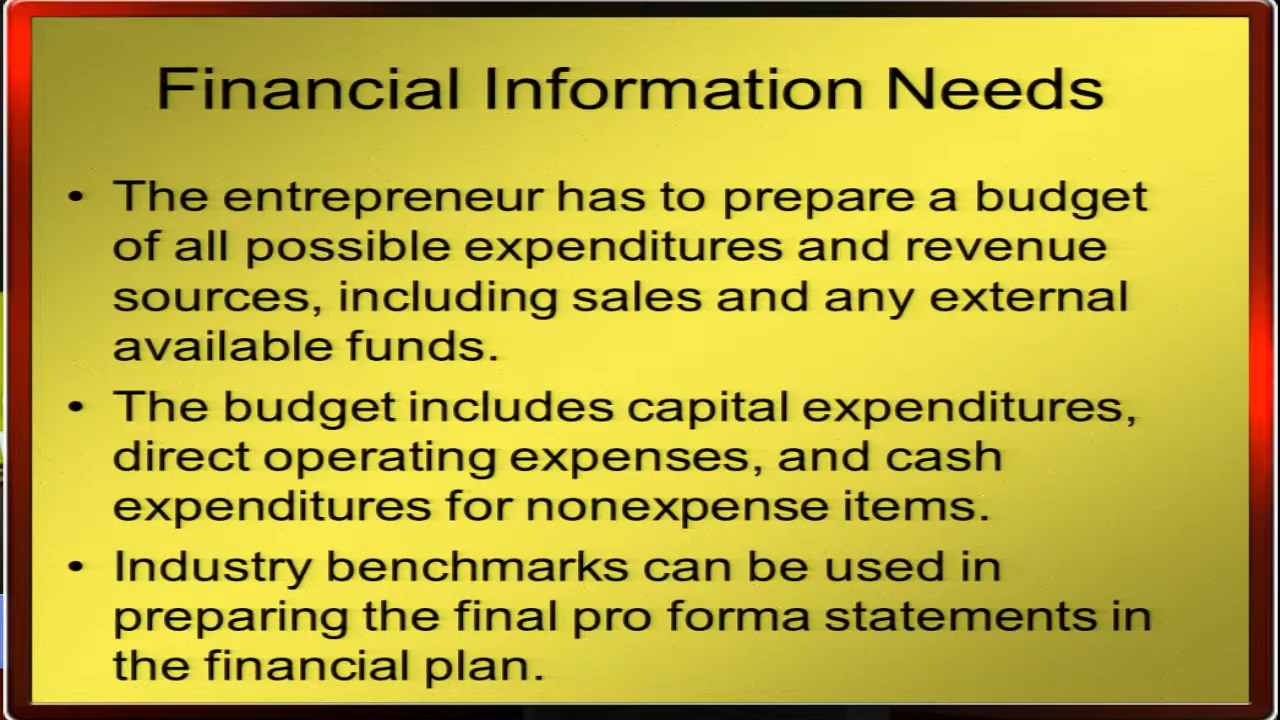 Financial Information Needs
• The entrepreneur has to prepare a budget
of all possible expenditures and revenue
sources, including sales and any external
available funds.
• The budget includes capital expenditures,
direct operating expenses, and cash
expenditures for nonexpense items.
• Industry benchmarks can be used in
preparing the final pro forma statements in
the financial plan.